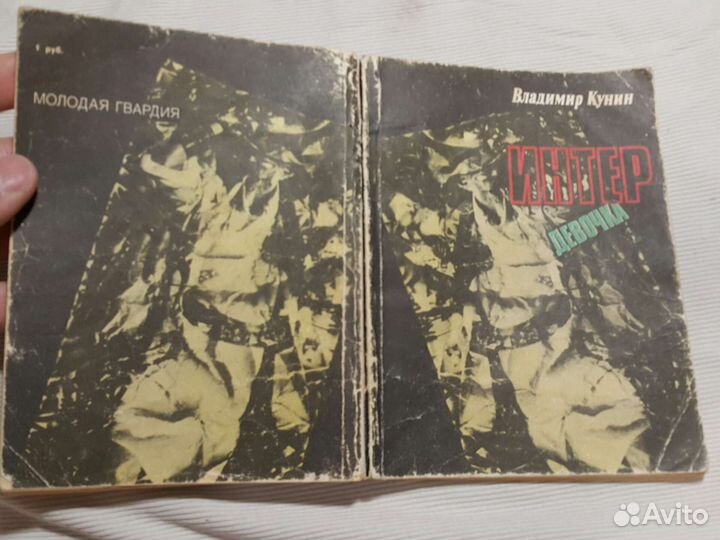 1 руб.
МОЛОДАЯ ГВАРДИЯ
Владимир Кунин
ИНТЕР
ДЕВОЧКА
Avito